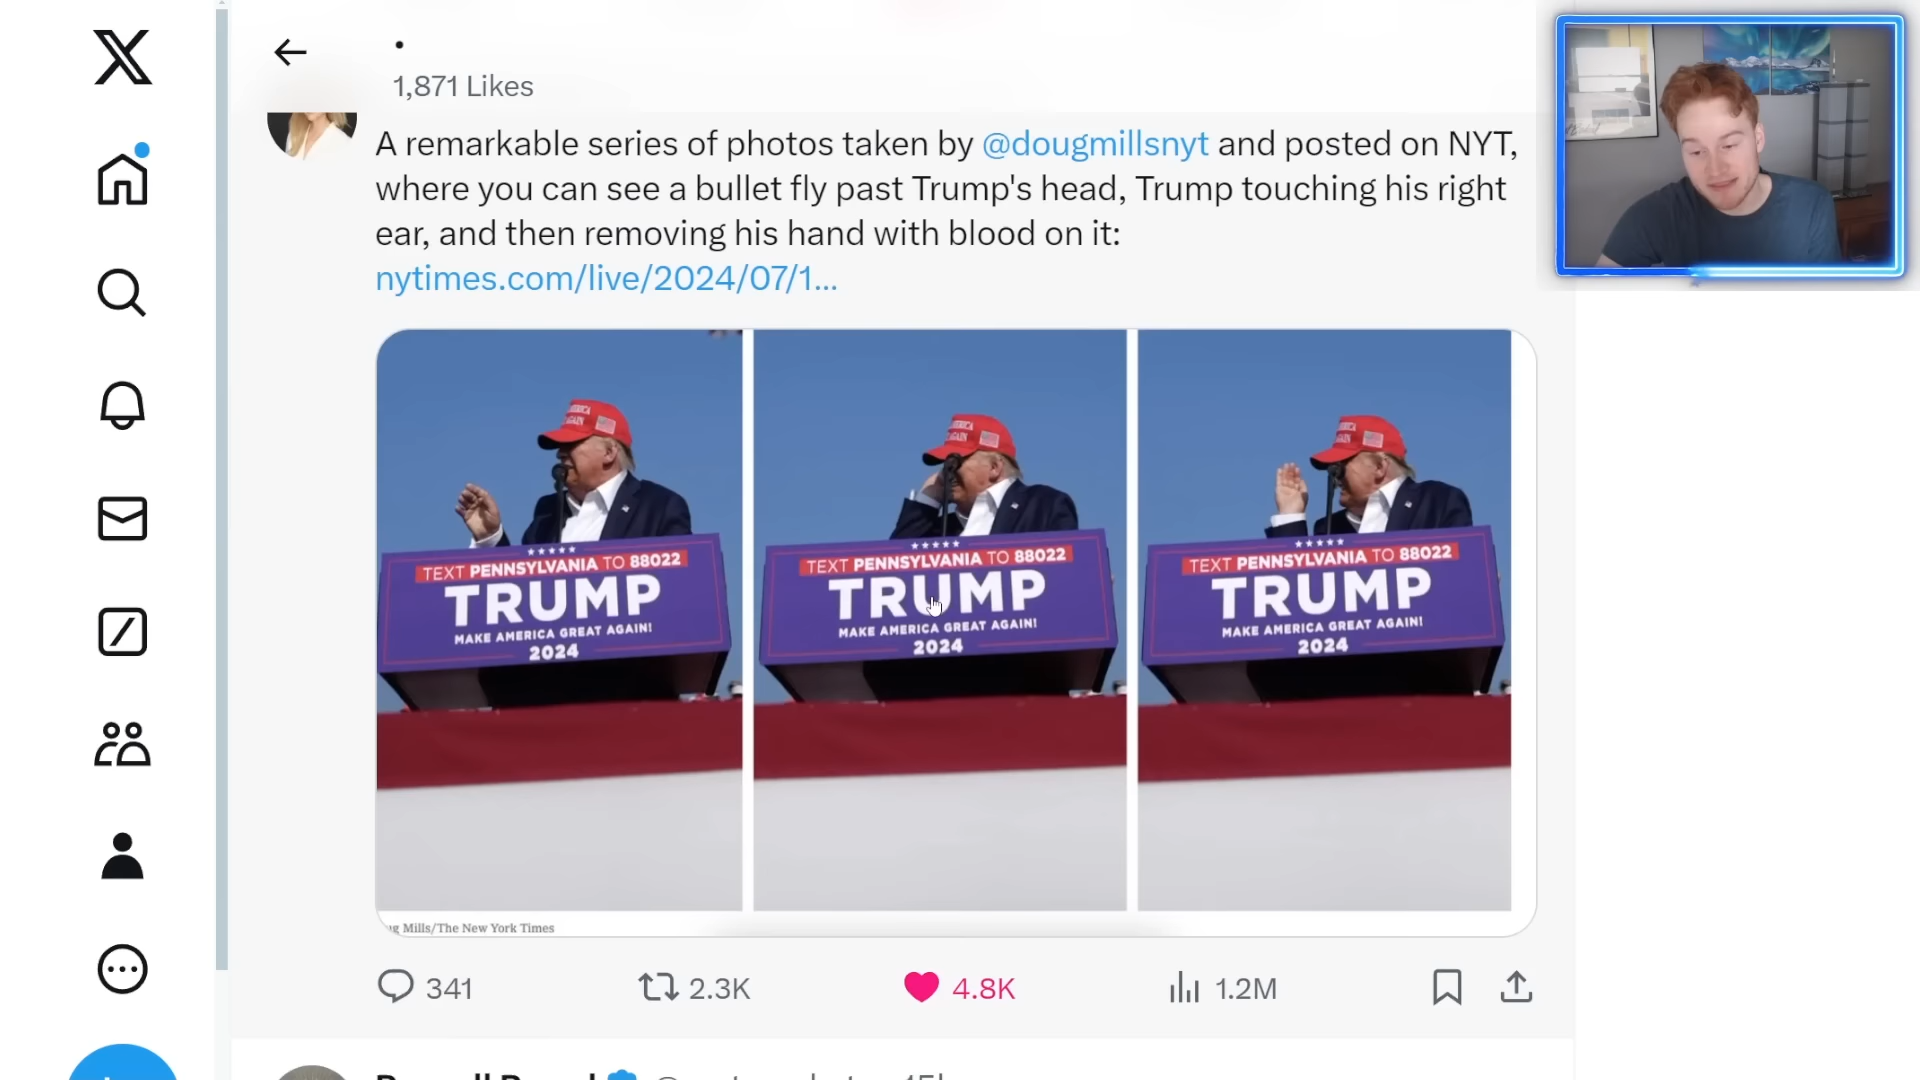 1,871 Likes
A remarkable series of photos taken by @dougmillsnyt and posted on NYT,
where you can see a bullet fly past Trump's head, Trump touching his right
ear, and then removing his hand with blood on it:
nytimes.com/live/2024/07/1...
TEXT PENNSYLVANIA TO 88022
TRUMP
MAKE AMERICA GREAT AGAIN!
2024
TEXT PENNSYLVANIA TO 88022
TRUMP
MAKE AMERICA GREAT AGAIN!
2024
TEXT PENNSYLVANIA TO 88022
TRUMP
MAKE AMERICA GREAT AGAIN!
2024
Mills/The New York Times
341 2.3K 4.8K 1.2M